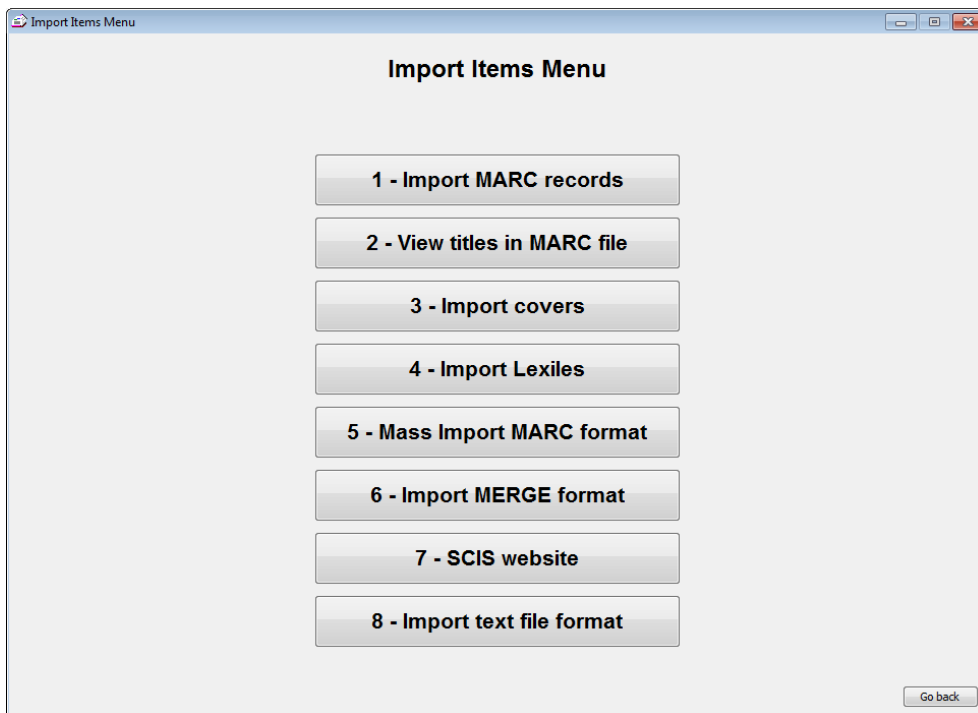 Import Items Menu
Import Items Menu
1 - Import MARC records
2 - View titles in MARC file
3 - Import covers
4 - Import Lexiles
5 - Mass Import MARC format
6 - Import MERGE format
7 - SCIS website
8 - Import text file format
Go back